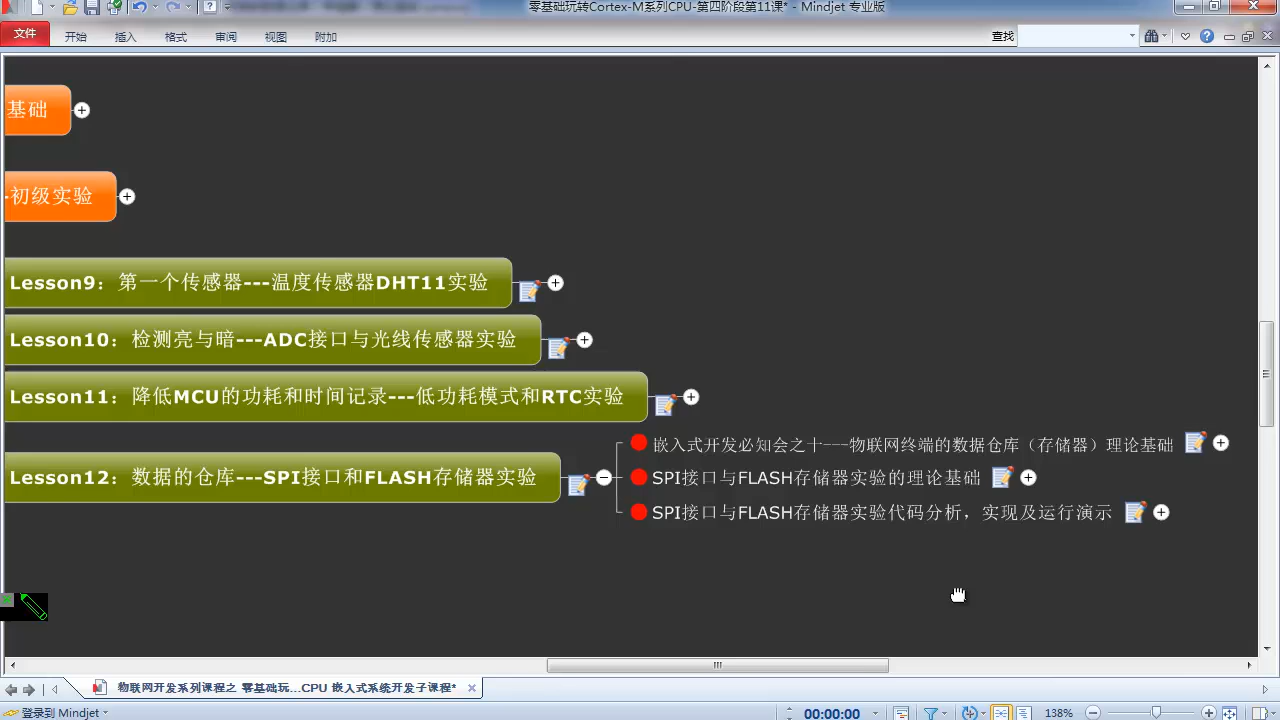 零基础玩转Cortex-M系列CPU-第四阶段第11课* - Mindjet 专业版
文件 开始 插入 格式 审阅 视图 附加 查找
基础
初级实验
Lesson9：第一个传感器---温度传感器DHT11实验
Lesson10：检测亮与暗---ADC接口与光线传感器实验
Lesson11：降低MCU的功耗和时间记录---低功耗模式和RTC实验
Lesson12：数据的仓库---SPI接口和FLASH存储器实验
嵌入式开发必知会之十---物联网终端的数据仓库（存储器）理论基础
SPI接口与FLASH存储器实验的理论基础
SPI接口与FLASH存储器实验代码分析，实现及运行演示
物联网开发系列课程之 零基础玩...CPU 嵌入式系统开发子课程*
登录到 Mindjet 00:00:00 138%